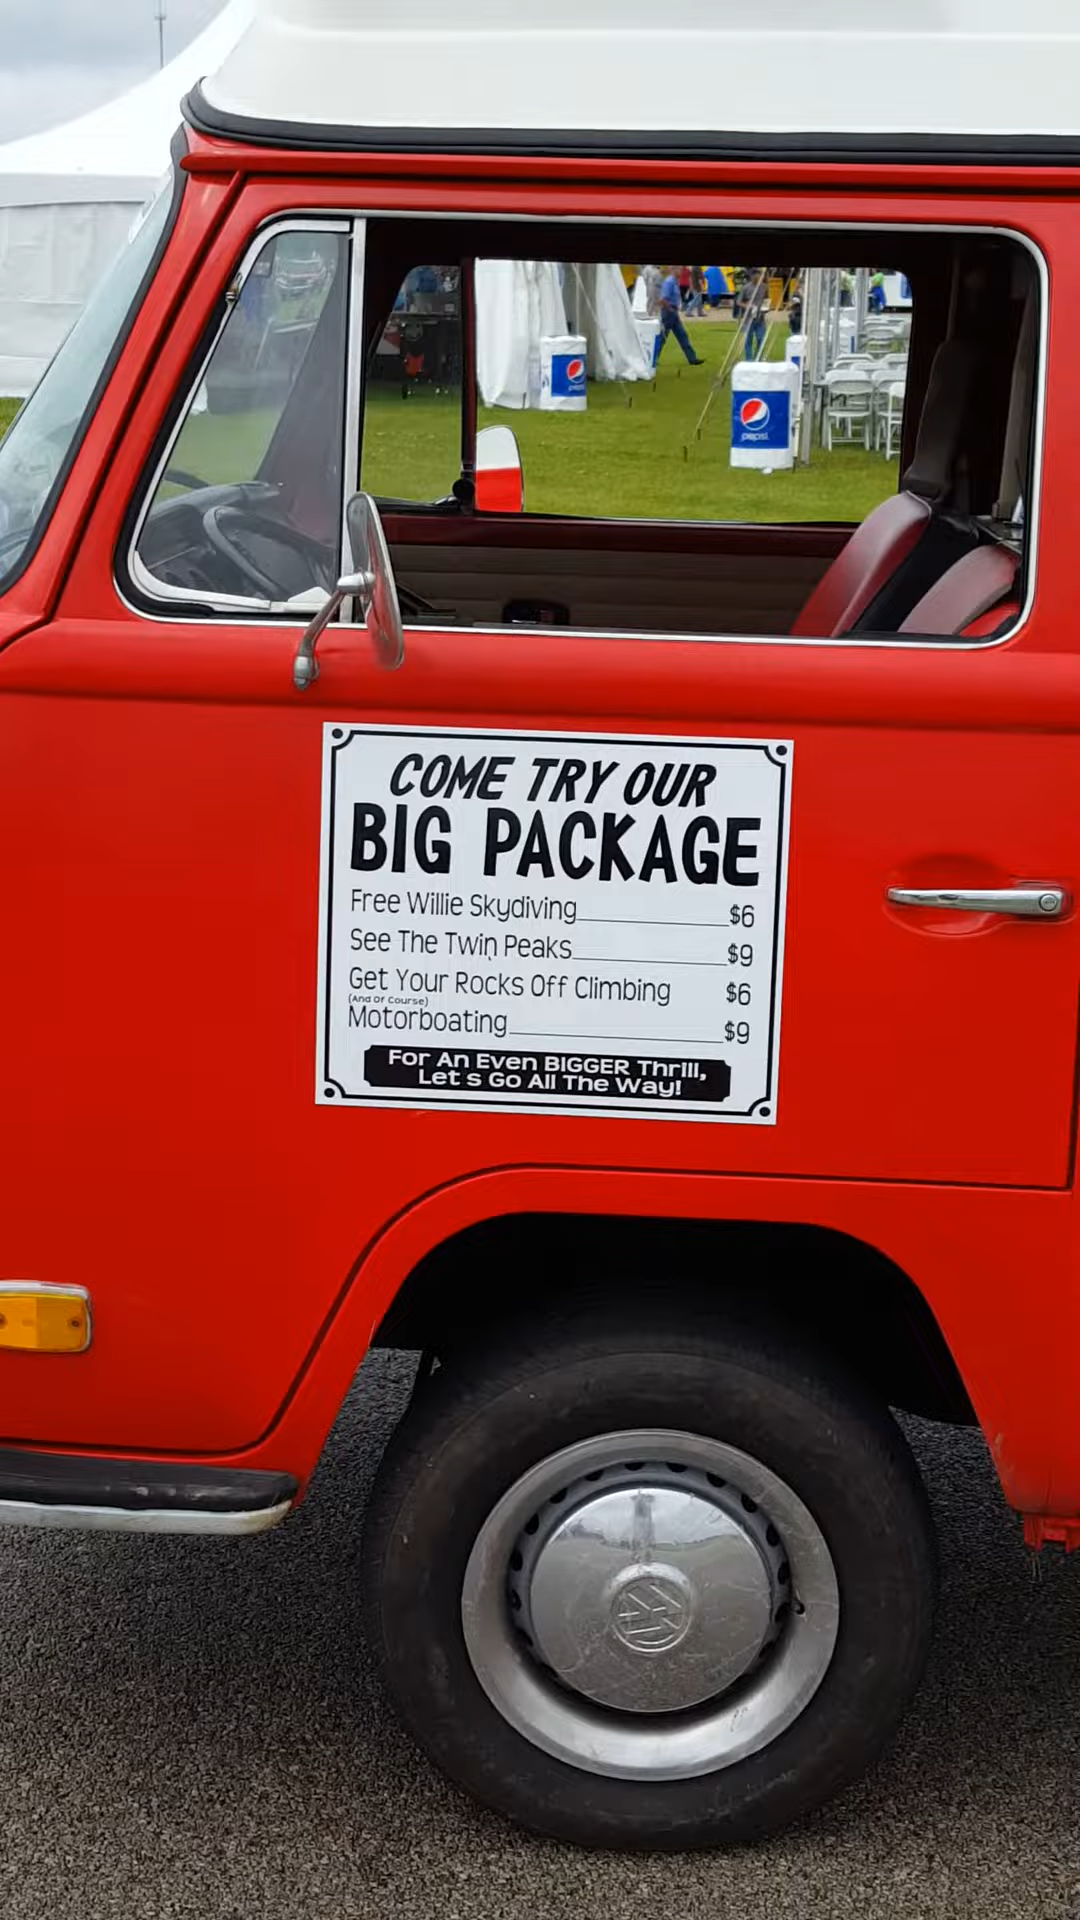 pepsi
pepsi
COME TRY OUR
BIG PACKAGE
Free Willie Skydiving $6
See The Twin Peaks $9
Get Your Rocks Off Climbing $6
(And Of Course)
Motorboating $9
For An Even BIGGER Thrill,
Let s Go All The Way!